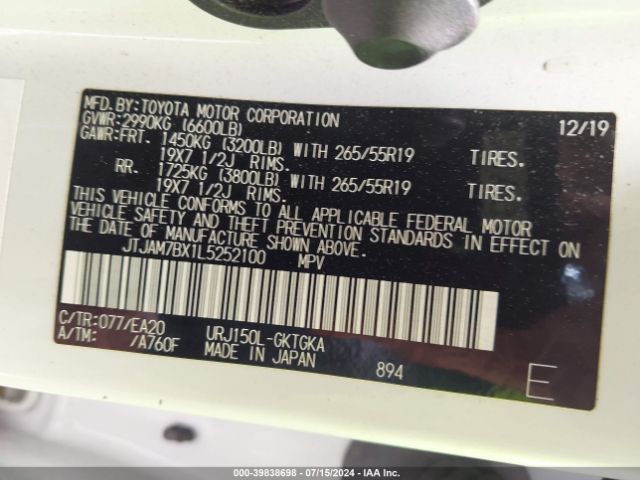 MFD.BY:TOYOTA MOTOR CORPORATION 12/19
GVWR:2990KG (6600LB)
GAWR:FRT. 1450KG (3200LB) WITH 265/55R19 TIRES.
19X7 1/2J RIMS.
RR. 1725KG (3800LB) WITH 265/55R19 TIRES.
19X7 1/2J RIMS.
THIS VEHICLE CONFORMS TO ALL APPLICABLE FEDERAL MOTOR
VEHICLE SAFETY AND THEFT PREVENTION STANDARDS IN EFFECT ON
THE DATE OF MANUFACTURE SHOWN ABOVE.
JTJAM7BX1L5252100 MPV
C/TR:077/EA20 URJ150L-GKTGKA
A/TM: /A760F MADE IN JAPAN 894 E
000-39838698 - 07/15/2024 - IAA Inc.